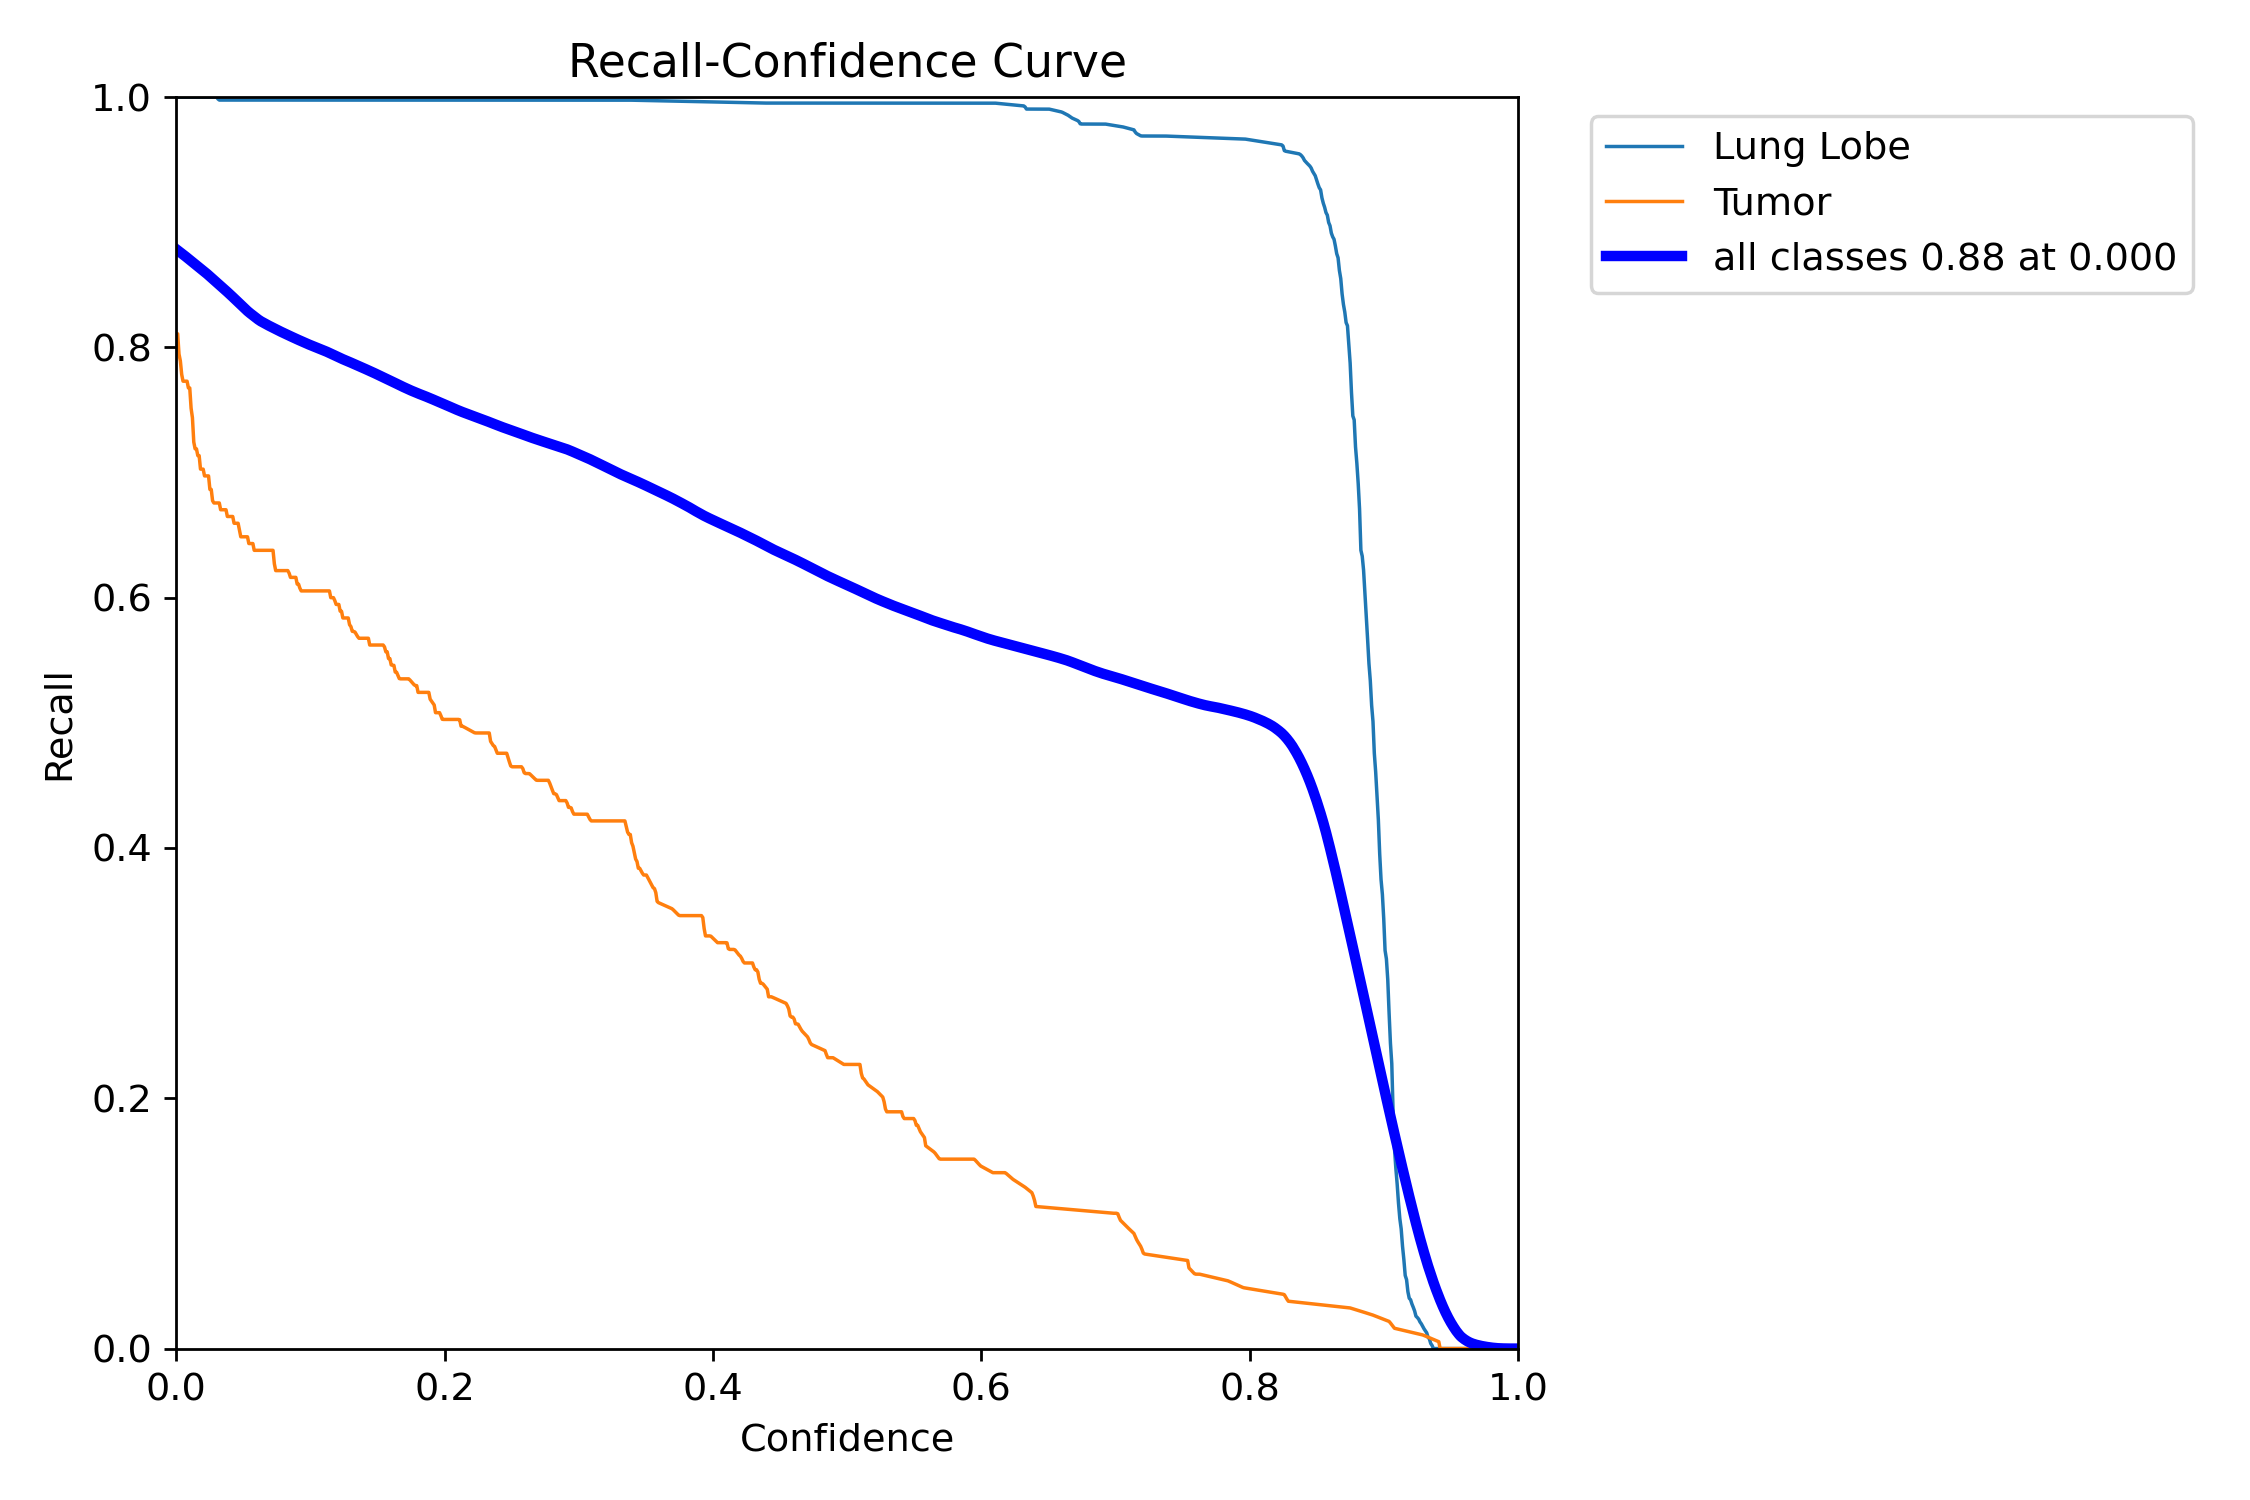 Recall-Confidence Curve
1.0
0.8
0.6
0.4
0.2
0.0
Recall
0.0 0.2 0.4 0.6 0.8 1.0
Confidence
Lung Lobe
Tumor
all classes 0.88 at 0.000